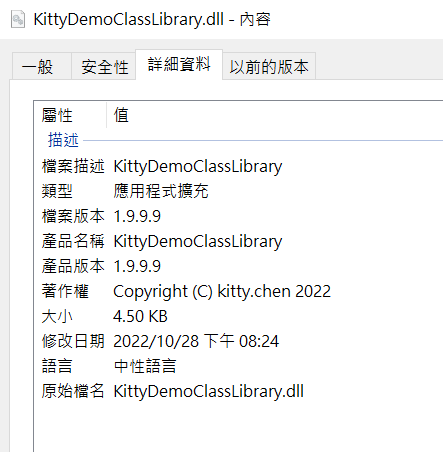 KittyDemoClassLibrary.dll - 內容
一般 安全性 詳細資料 以前的版本
屬性 值
描述
檔案描述 KittyDemoClassLibrary
類型 應用程式擴充
檔案版本 1.9.9.9
產品名稱 KittyDemoClassLibrary
產品版本 1.9.9.9
著作權 Copyright (C) kitty.chen 2022
大小 4.50 KB
修改日期 2022/10/28 下午 08:24
語言 中性語言
原始檔名 KittyDemoClassLibrary.dll